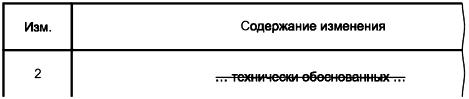 Изм. Содержание изменения
2 ... технически обоснованных ...